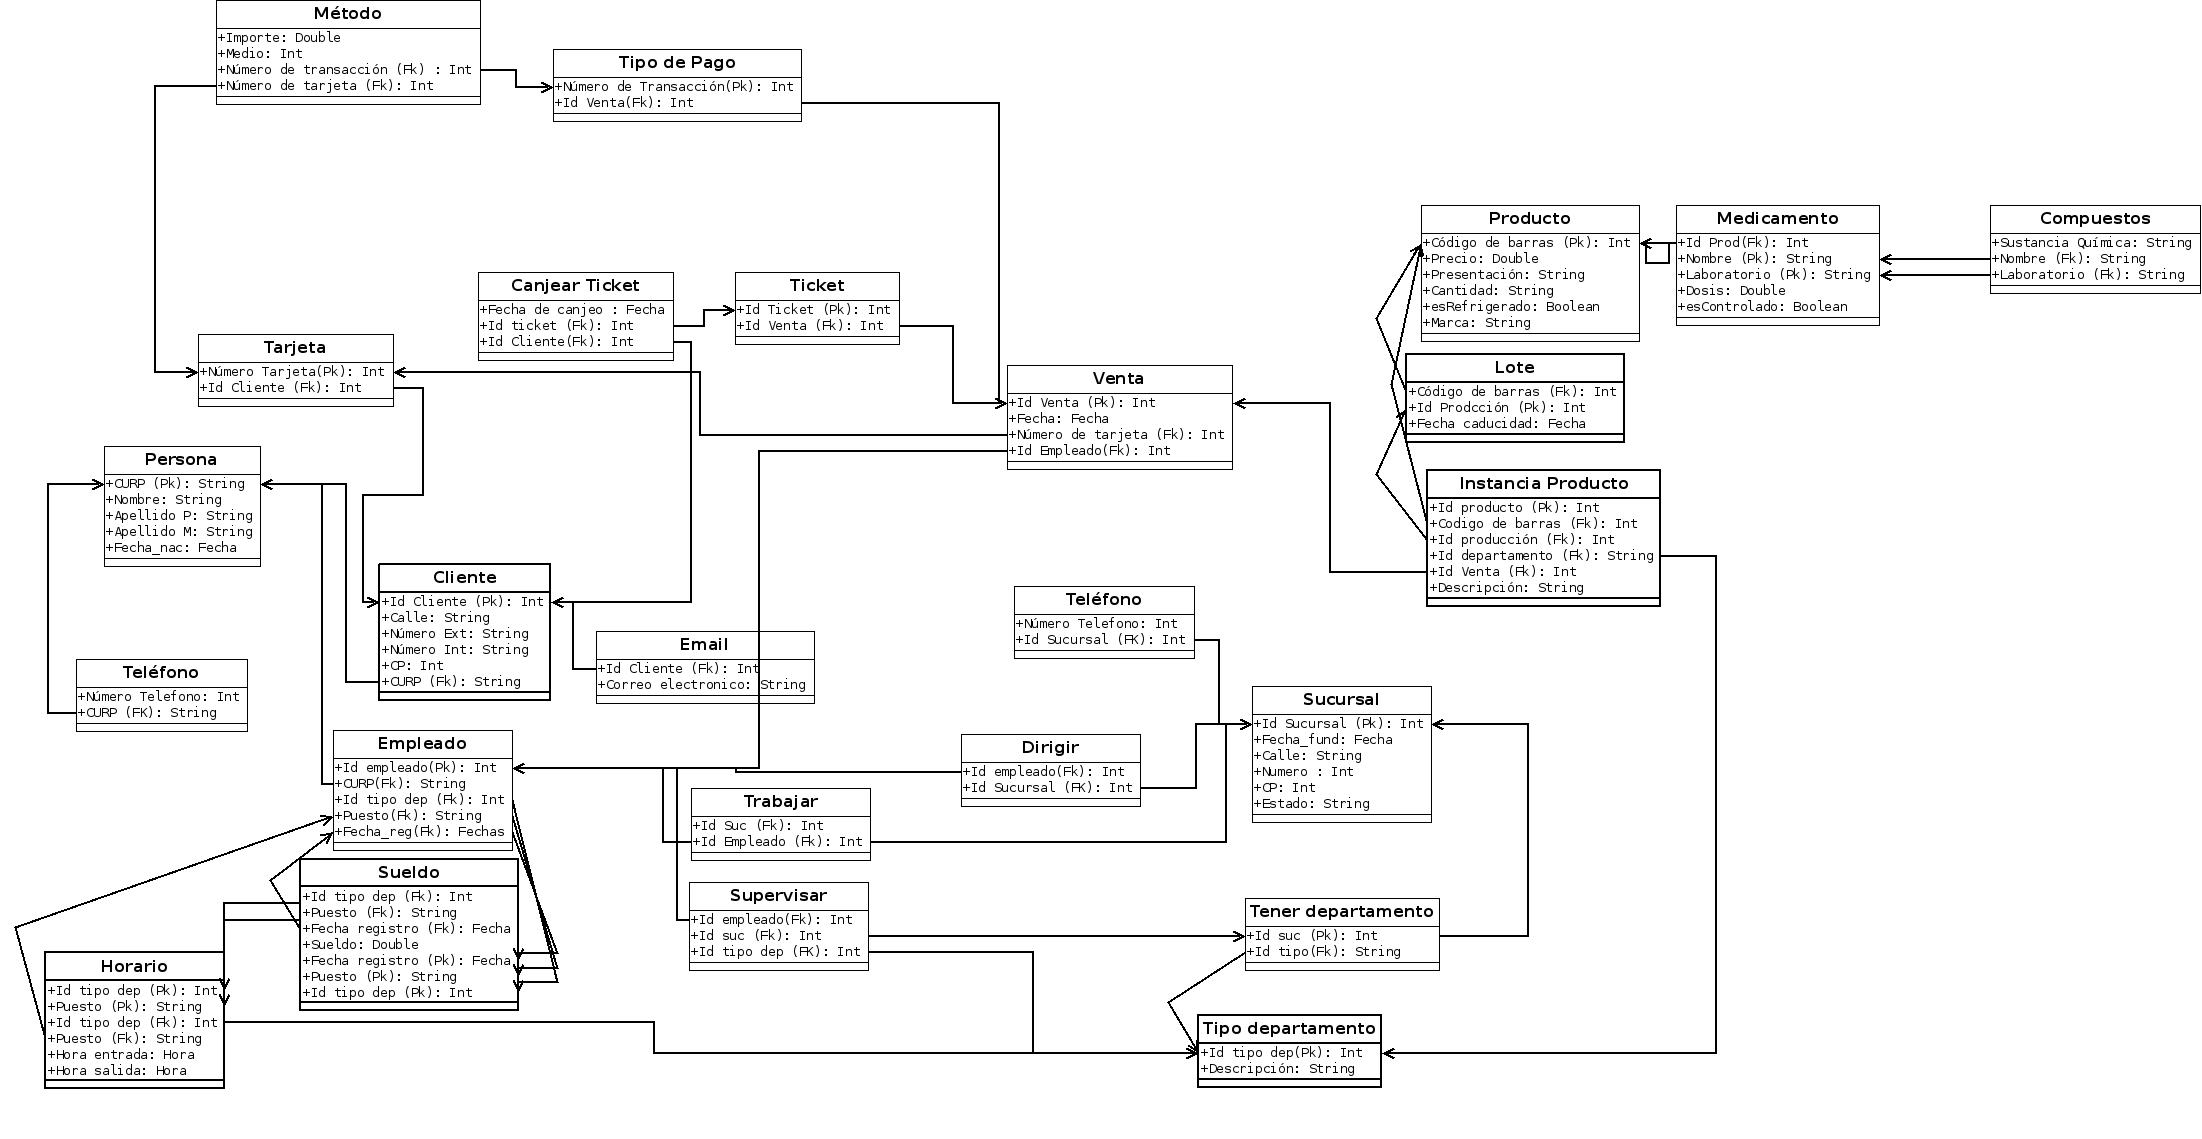 Método
+Importe: Double
+Medio: Int
+Número de transacción (Fk) : Int
+Número de tarjeta (Fk): Int
Tipo de Pago
+Número de Transacción(Pk): Int
+Id Venta(Fk): Int
Producto
+Código de barras (Pk): Int
+Precio: Double
+Presentación: String
+Cantidad: String
+esRefrigerado: Boolean
+Marca: String
Medicamento
+Id Prod(Fk): Int
+Nombre (Pk): String
+Laboratorio (Pk): String
+Dosis: Double
+esControlado: Boolean
Compuestos
+Sustancia Química: String
+Nombre (Fk): String
+Laboratorio (Fk): String
Canjear Ticket
+Fecha de canjeo : Fecha
+Id ticket (Fk): Int
+Id Cliente(Fk): Int
Ticket
+Id Ticket (Pk): Int
+Id Venta (Fk): Int
Tarjeta
+Número Tarjeta(Pk): Int
+Id Cliente (Fk): Int
Venta
+Id Venta (Pk): Int
+Fecha: Fecha
+Número de tarjeta (Fk): Int
+Id Empleado(Fk): Int
Lote
+Código de barras (Fk): Int
+Id Prodcción (Pk): Int
+Fecha caducidad: Fecha
Persona
+CURP (Pk): String
+Nombre: String
+Apellido P: String
+Apellido M: String
+Fecha_nac: Fecha
Instancia Producto
+Id producto (Pk): Int
+Codigo de barras (Fk): Int
+Id producción (Fk): Int
+Id departamento (Fk): String
+Id Venta (Fk): Int
+Descripción: String
Cliente
+Id Cliente (Pk): Int
+Calle: String
+Número Ext: String
+Número Int: String
+CP: Int
+CURP (Fk): String
Teléfono
+Número Telefono: Int
+Id Sucursal (FK): Int
Email
+Id Cliente (Fk): Int
+Correo electronico: String
Teléfono
+Número Telefono: Int
+CURP (FK): String
Sucursal
+Id Sucursal (Pk): Int
+Fecha_fund: Fecha
+Calle: String
+Numero : Int
+CP: Int
+Estado: String
Empleado
+Id empleado(Pk): Int
+CURP(Fk): String
+Id tipo dep (Fk): Int
+Puesto(Fk): String
+Fecha_reg(Fk): Fechas
Dirigir
+Id empleado(Fk): Int
+Id Sucursal (FK): Int
Trabajar
+Id Suc (Fk): Int
+Id Empleado (Fk): Int
Sueldo
+Id tipo dep (Fk): Int
+Puesto (Fk): String
+Fecha registro (Fk): Fecha
+Sueldo: Double
+Fecha registro (Pk): Fecha
+Puesto (Pk): String
+Id tipo dep (Pk): Int
Supervisar
+Id empleado(Fk): Int
+Id suc (Fk): Int
+Id tipo dep (FK): Int
Tener departamento
+Id suc (Pk): Int
+Id tipo(Fk): String
Horario
+Id tipo dep (Pk): Int
+Puesto (Pk): String
+Id tipo dep (Fk): Int
+Puesto (Fk): String
+Hora entrada: Hora
+Hora salida: Hora
Tipo departamento
+Id tipo dep(Pk): Int
+Descripción: String